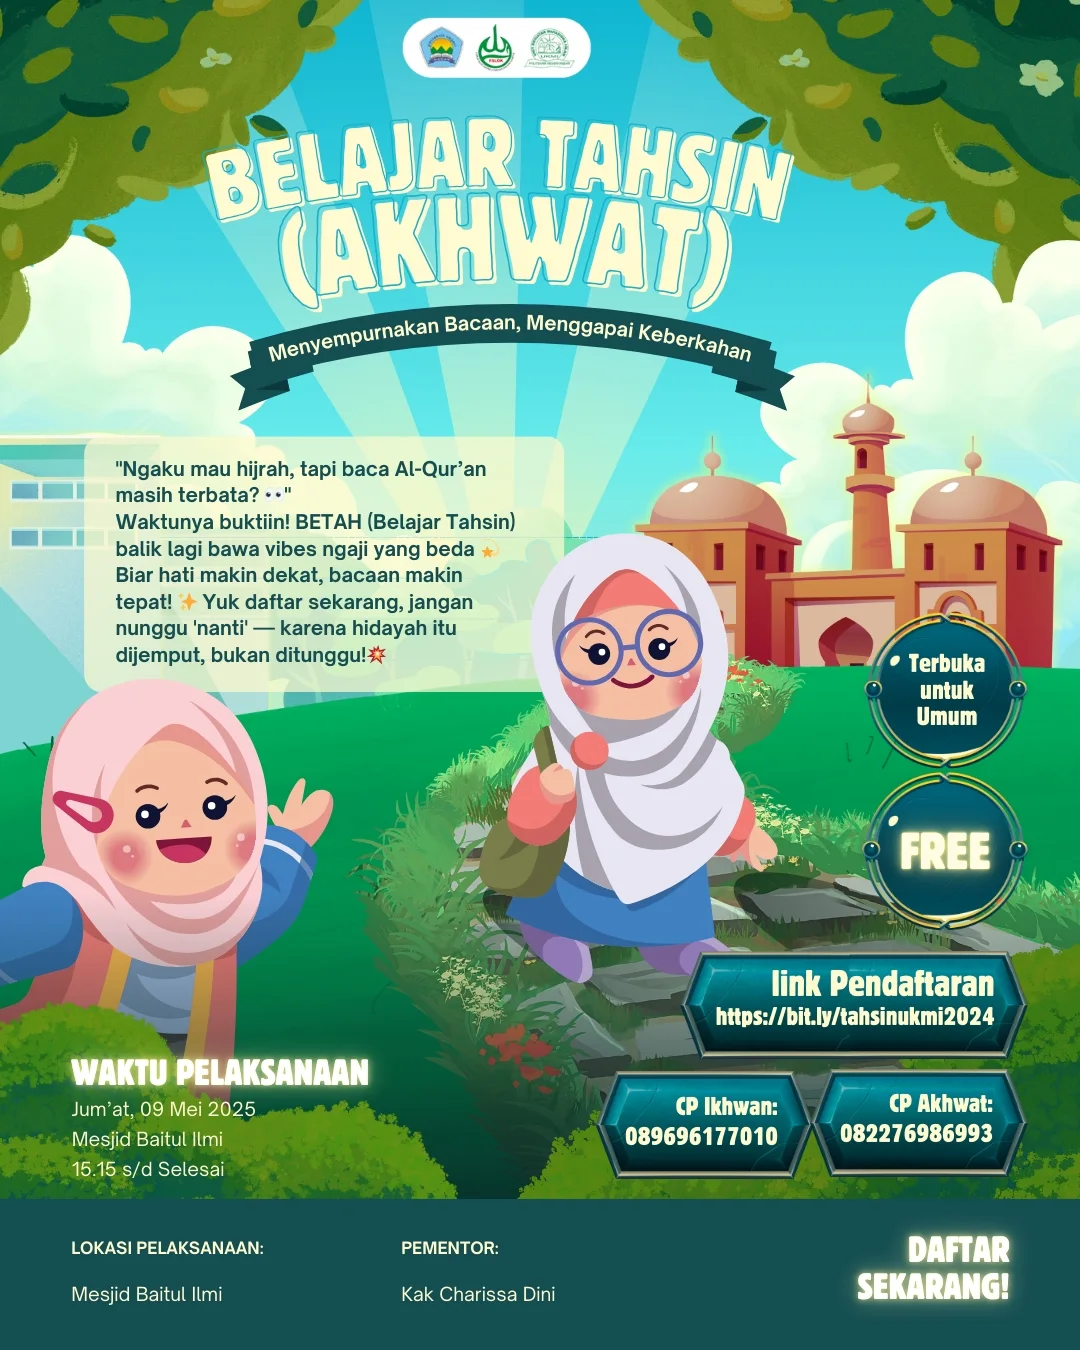 BELAJAR TAHSIN
(AKHWAT)
Menyempurnakan Bacaan, Menggapai Keberkahan
"Ngaku mau hijrah, tapi baca Al-Qur’an
masih terbata? 👀"
Waktunya buktiin! BETAH (Belajar Tahsin)
balik lagi bawa vibes ngaji yang beda 💫
Biar hati makin dekat, bacaan makin
tepat! ✨ Yuk daftar sekarang, jangan
nunggu 'nanti' — karena hidayah itu
dijemput, bukan ditunggu!💥
Terbuka
untuk
Umum
FREE
link Pendaftaran
https://bit.ly/tahsinukmi2024
CP Ikhwan:
089696177010
CP Akhwat:
082276986993
WAKTU PELAKSANAAN
Jum’at, 09 Mei 2025
Mesjid Baitul Ilmi
15.15 s/d Selesai
LOKASI PELAKSANAAN:
Mesjid Baitul Ilmi
PEMENTOR:
Kak Charissa Dini
DAFTAR
SEKARANG!